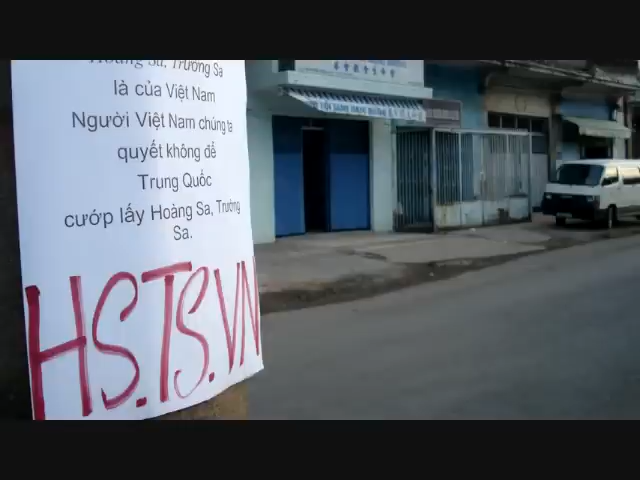 Hoàng Sa, Trường Sa
là của Việt Nam
Người Việt Nam chúng ta
quyết không để
Trung Quốc
cướp lấy Hoàng Sa, Trường
Sa.
HS.TS.VN